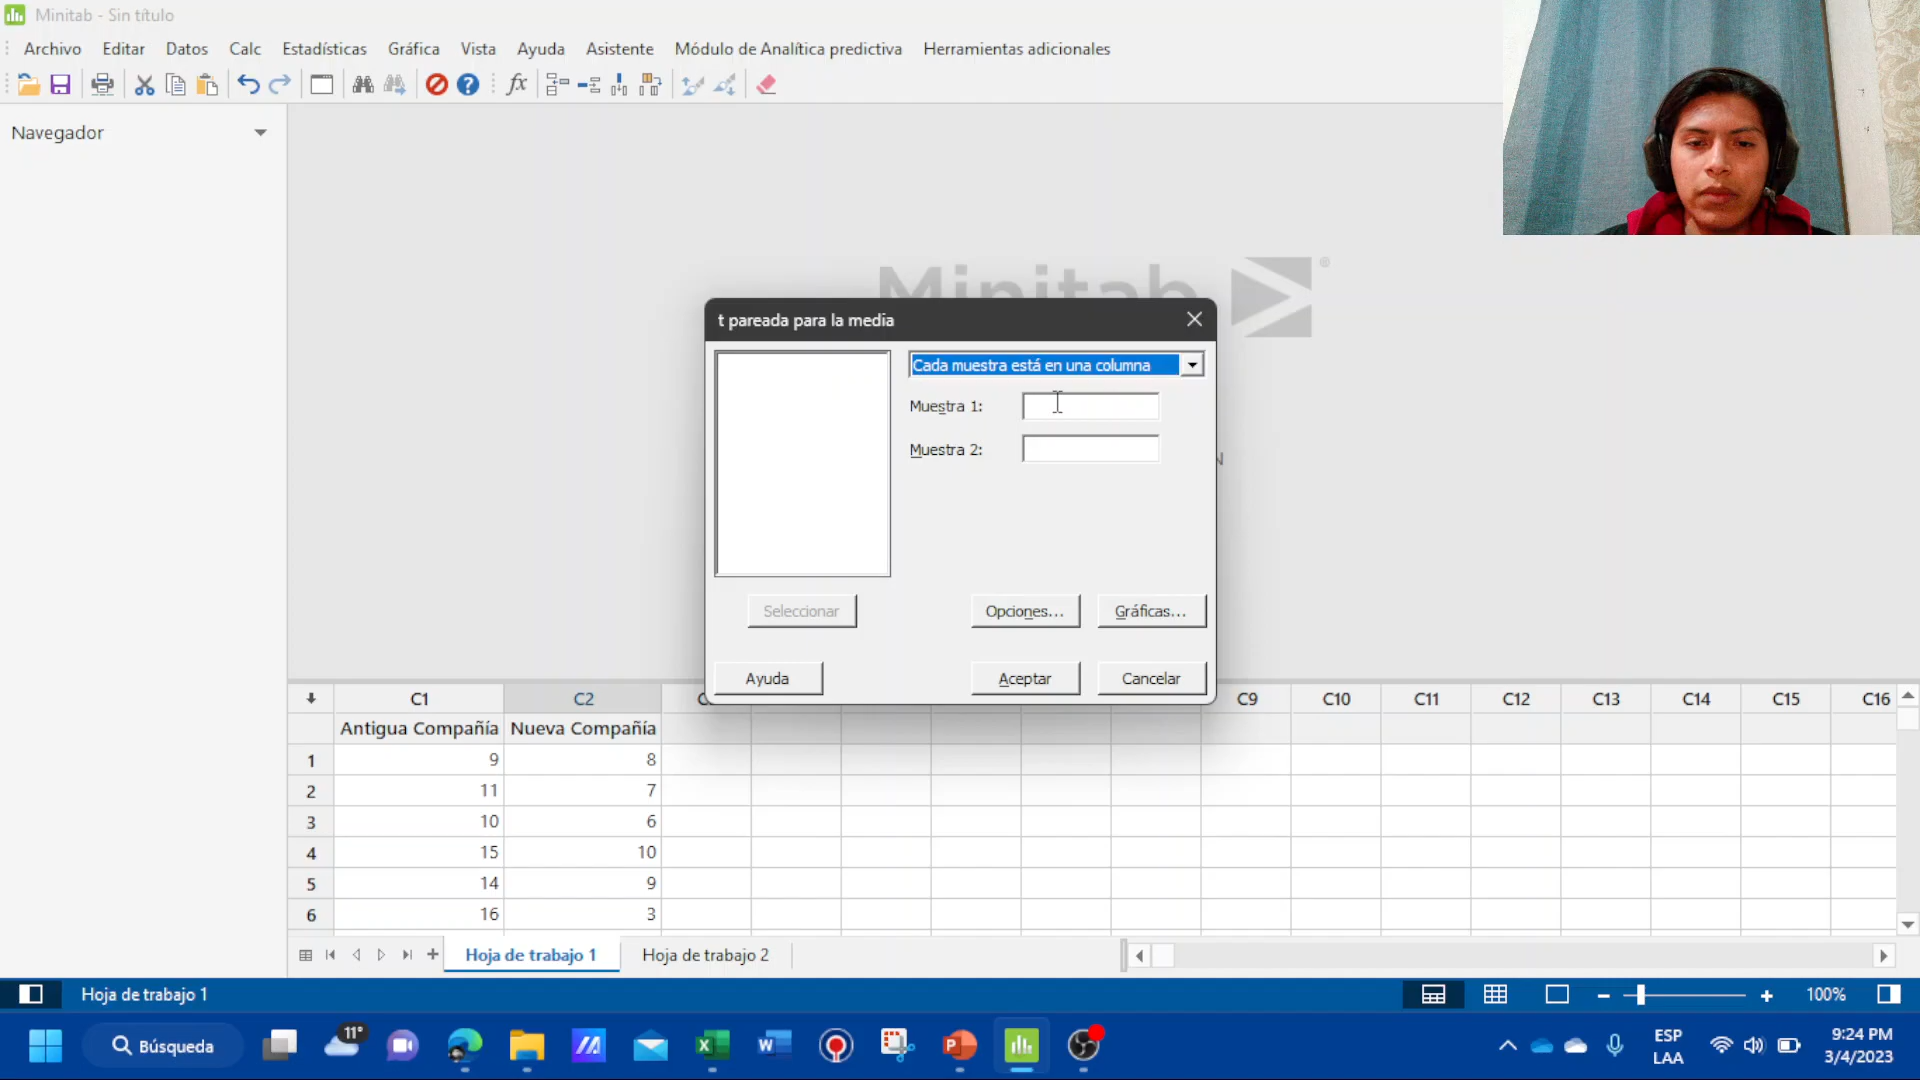 Minitab - Sin título
Archivo Editar Datos Calc Estadísticas Gráfica Vista Ayuda Asistente Módulo de Analítica predictiva Herramientas adicionales
fx
Navegador
Minitab
t pareada para la media
Cada muestra está en una columna
Muestra 1:
Muestra 2:
Seleccionar Opciones... Gráficas...
Ayuda Aceptar Cancelar
C1 C2 C9 C10 C11 C12 C13 C14 C15 C16
Antigua Compañía Nueva Compañía
1 9 8
2 11 7
3 10 6
4 15 10
5 14 9
6 16 3
Hoja de trabajo 1 Hoja de trabajo 2
Hoja de trabajo 1 100%
Búsqueda 11° ESP 9:24 PM
LAA 3/4/2023